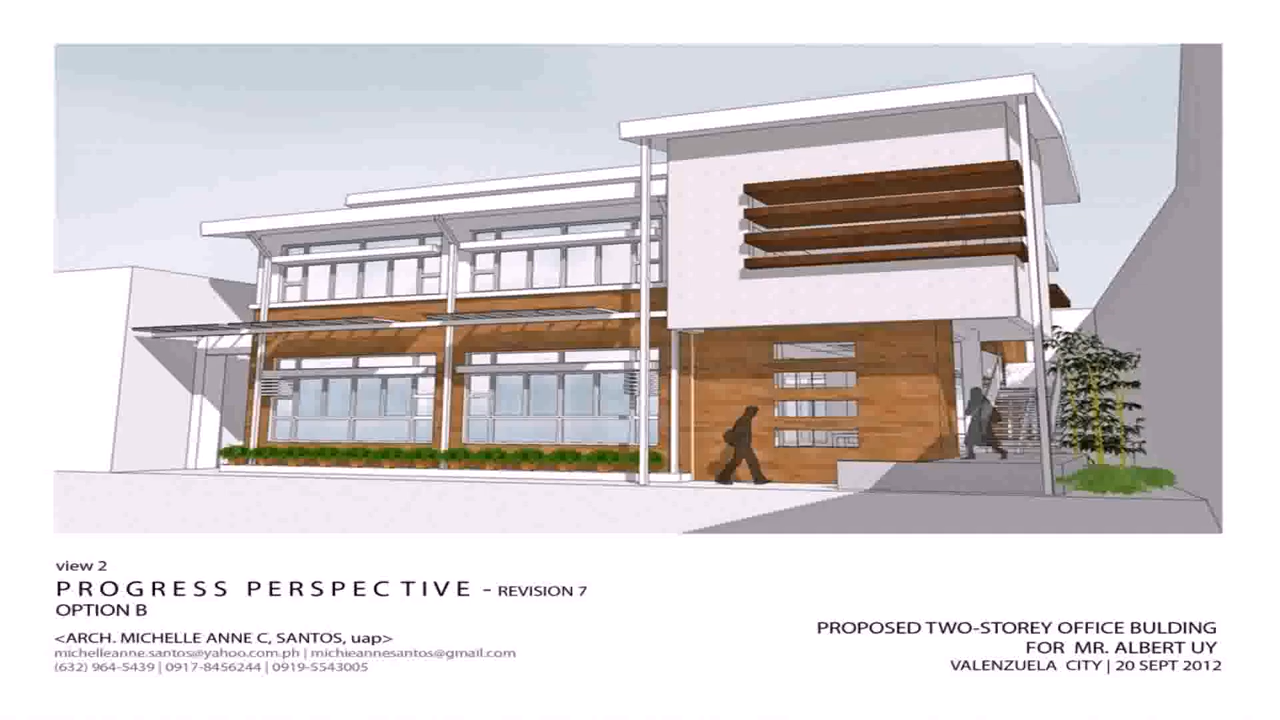 view 2
PROGRESS PERSPECTIVE - REVISION 7
OPTION B
<ARCH. MICHELLE ANNE C, SANTOS, uap>
michelleanne.santos@yahoo.com.ph | michieannesantos@gmail.com
(632) 964-5439 | 0917-8456244 | 0919-5543005
PROPOSED TWO-STOREY OFFICE BULDING
FOR MR. ALBERT UY
VALENZUELA CITY | 20 SEPT 2012